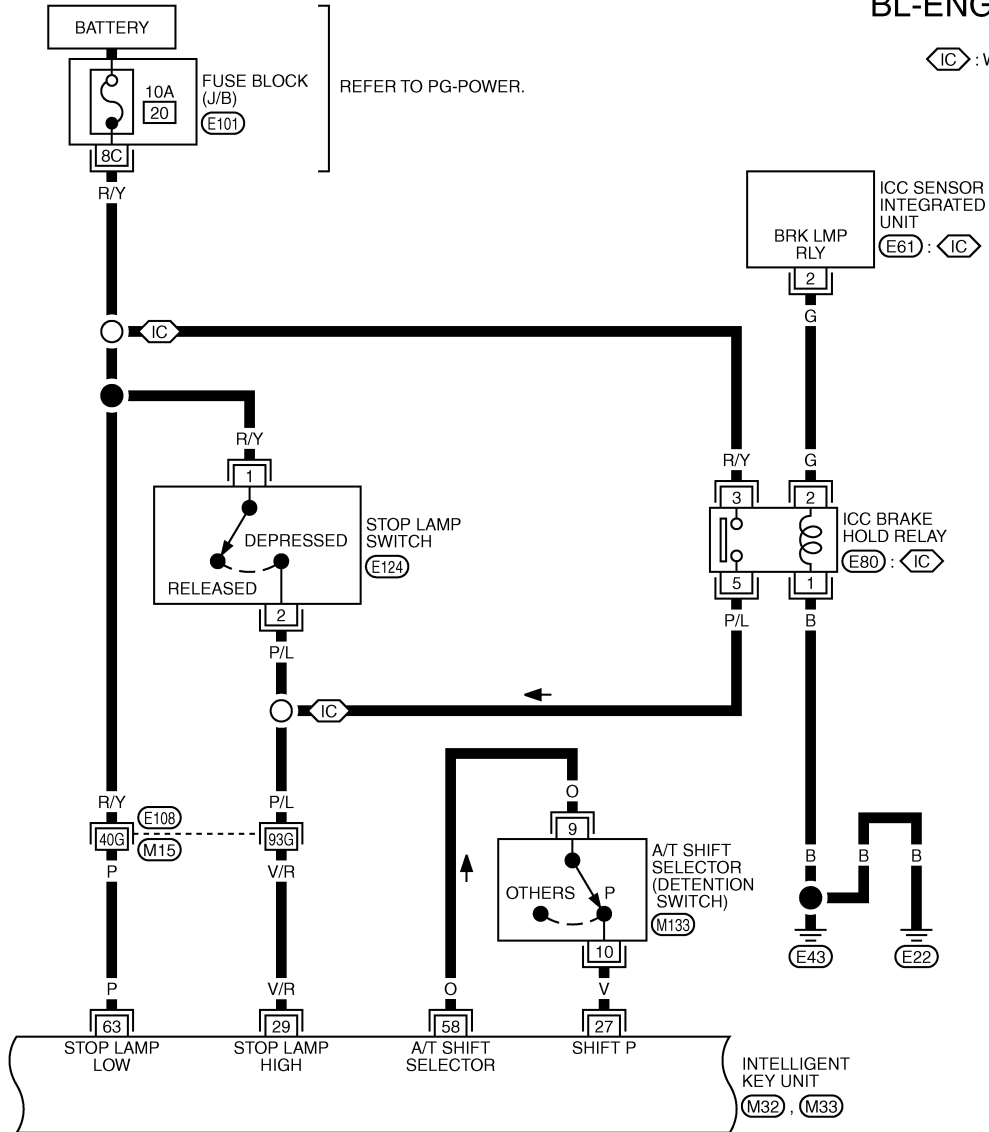 BL-ENG
BATTERY
IC : W
10A
20
FUSE BLOCK
(J/B)
E101
REFER TO PG-POWER.
8C
R/Y
ICC SENSOR
INTEGRATED
UNIT
E61 : IC
BRK LMP
RLY
2
G
IC
R/Y
R/Y
G
1
3
2
DEPRESSED
RELEASED
STOP LAMP
SWITCH
E124
ICC BRAKE
HOLD RELAY
E80 : IC
2
5
1
P/L
P/L
B
IC
O
R/Y
P/L
E108
M15
40G
93G
9
P
V/R
OTHERS
P
A/T SHIFT
SELECTOR
(DETENTION
SWITCH)
M133
B
B
B
10
E43
E22
P
V/R
O
V
63
29
58
27
STOP LAMP
LOW
STOP LAMP
HIGH
A/T SHIFT
SELECTOR
SHIFT P
INTELLIGENT
KEY UNIT
M32 , M33